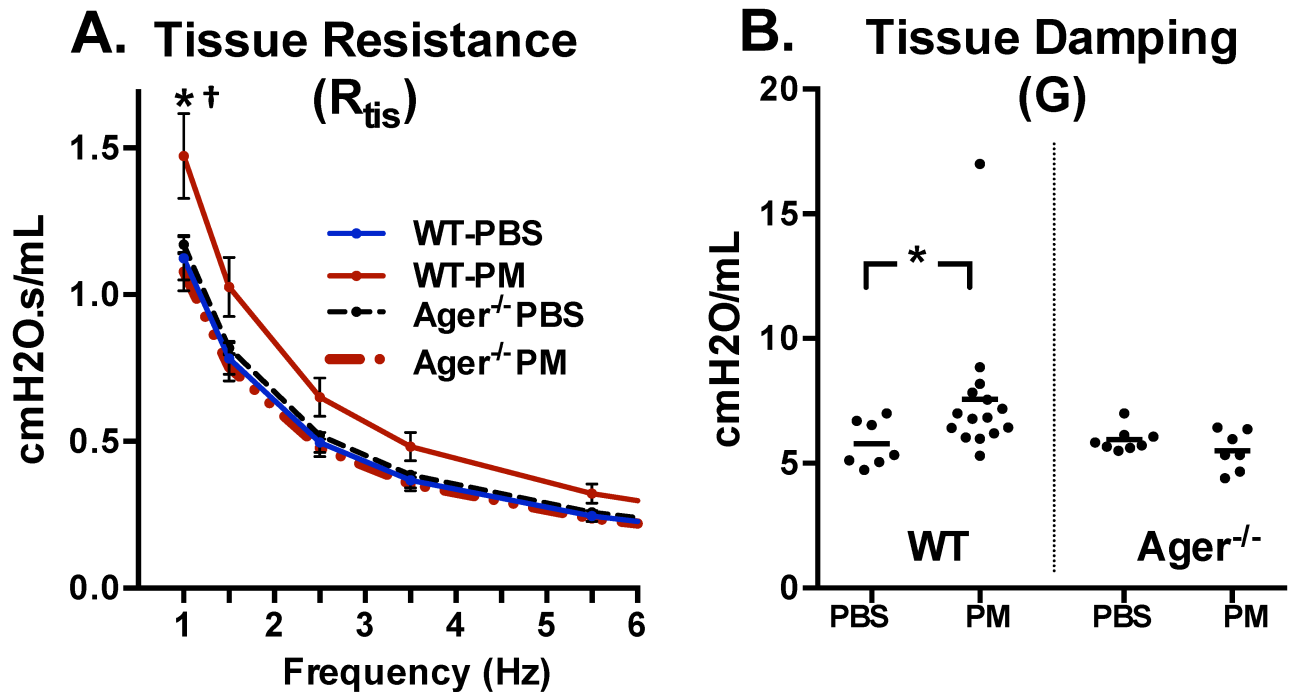 A. Tissue Resistance
(Rtis)
* †
cmH2O.s/mL
1.5
1.0
0.5
0.0
WT-PBS
WT-PM
Ager-/- PBS
Ager-/- PM
1 2 3 4 5 6
Frequency (Hz)
B. Tissue Damping
(G)
cmH2O/mL
20
15
10
5
0
*
WT
Ager-/-
PBS PM PBS PM